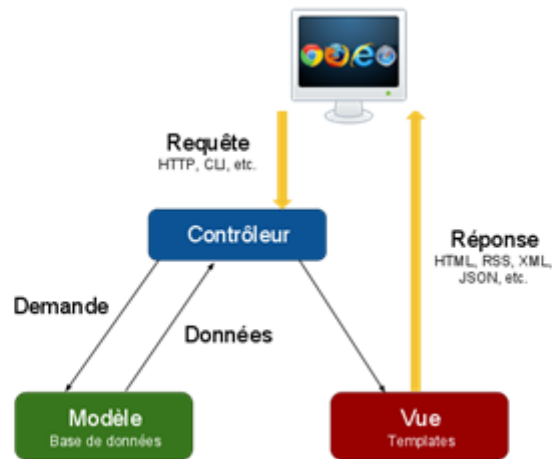 Requête
HTTP, CLI, etc.
Contrôleur
Réponse
HTML, RSS, XML,
JSON, etc.
Demande
Données
Modèle
Base de données
Vue
Templates